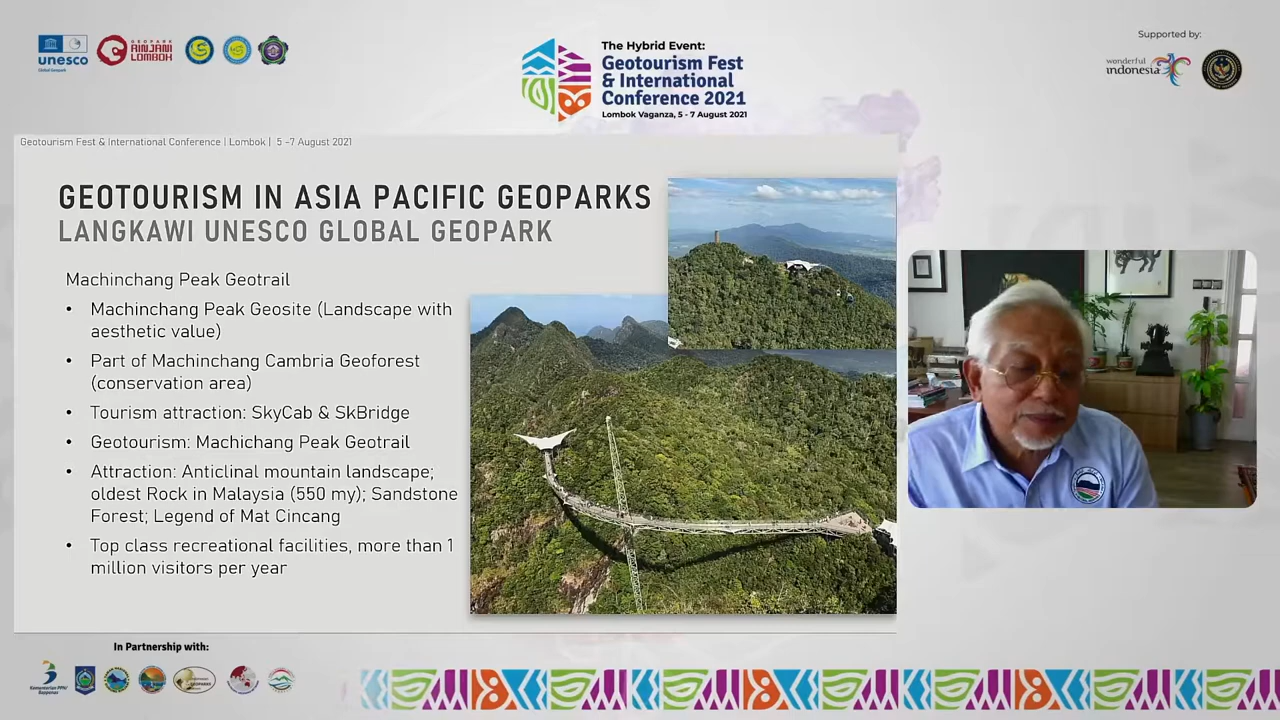 unesco
Global Geopark
GEOPARK
RINJANI
LOMBOK
The Hybrid Event:
Geotourism Fest
& International
Conference 2021
Lombok Vaganza, 5 - 7 August 2021
Supported by:
wonderful
indonesia
Geotourism Fest & International Conference | Lombok | 5 -7 August 2021
GEOTOURISM IN ASIA PACIFIC GEOPARKS
LANGKAWI UNESCO GLOBAL GEOPARK
Machinchang Peak Geotrail
• Machinchang Peak Geosite (Landscape with
aesthetic value)
• Part of Machinchang Cambria Geoforest
(conservation area)
• Tourism attraction: SkyCab & SkBridge
• Geotourism: Machichang Peak Geotrail
• Attraction: Anticlinal mountain landscape;
oldest Rock in Malaysia (550 my); Sandstone
Forest; Legend of Mat Cincang
• Top class recreational facilities, more than 1
million visitors per year
In Partnership with:
Kementerian PPN/
Bappenas